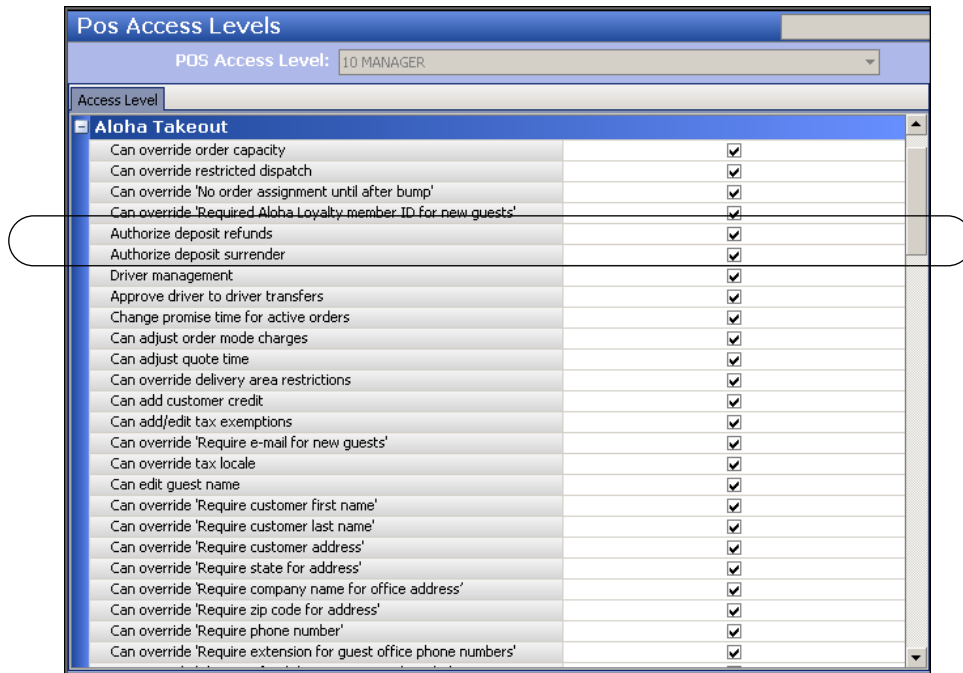 Pos Access Levels
POS Access Level: 10 MANAGER
Access Level
Aloha Takeout
Can override order capacity
Can override restricted dispatch
Can override 'No order assignment until after bump'
Can override 'Required Aloha Loyalty member ID for new guests'
Authorize deposit refunds
Authorize deposit surrender
Driver management
Approve driver to driver transfers
Change promise time for active orders
Can adjust order mode charges
Can adjust quote time
Can override delivery area restrictions
Can add customer credit
Can add/edit tax exemptions
Can override 'Require e-mail for new guests'
Can override tax locale
Can edit guest name
Can override 'Require customer first name'
Can override 'Require customer last name'
Can override 'Require customer address'
Can override 'Require state for address'
Can override 'Require company name for office address’
Can override 'Require zip code for address'
Can override 'Require phone number'
Can override 'Require extension for guest office phone numbers'